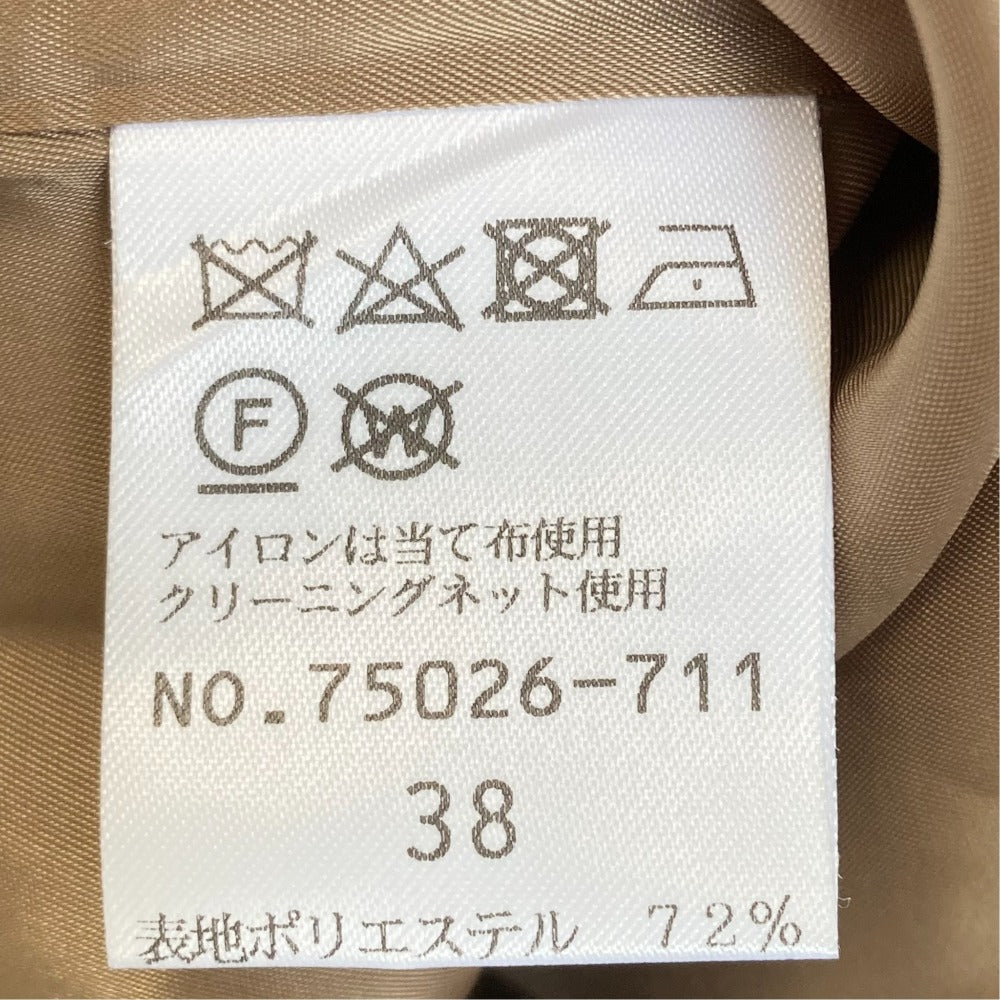 F
W
アイロンは当て布使用
クリーニングネット使用
NO.75026-711
38
表地ポリエステル 72%